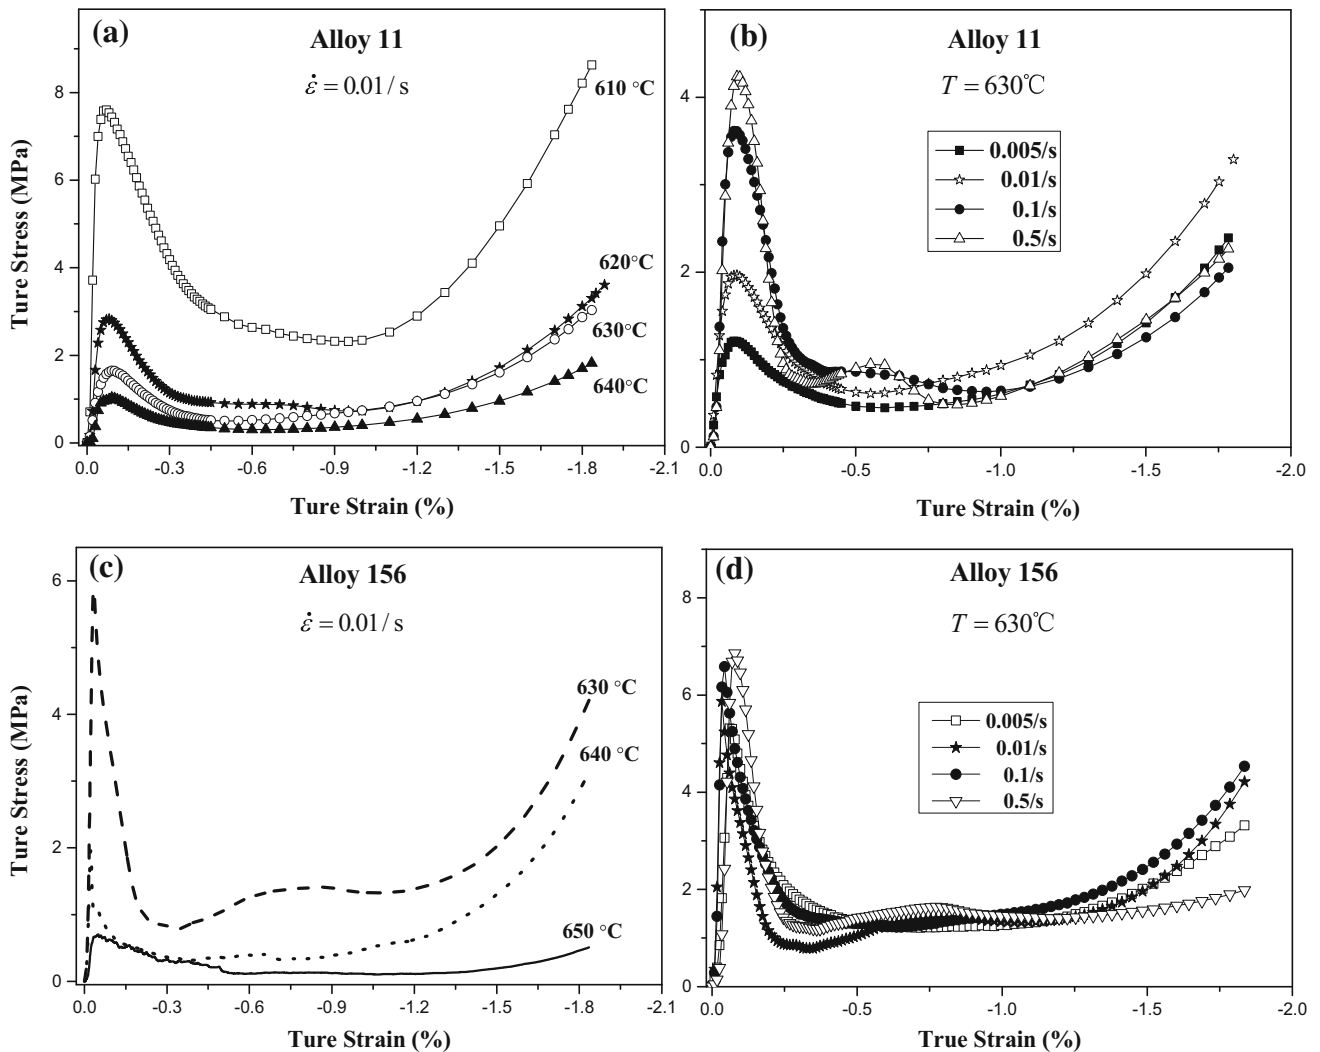 (a)
Alloy 11
ε̇ = 0.01/s
610 °C
620°C
630°C
640°C
Ture Stress (MPa)
8
6
4
2
0
0.0 -0.3 -0.6 -0.9 -1.2 -1.5 -1.8 -2.1
Ture Strain (%)
(b)
Alloy 11
T = 630℃
0.005/s
0.01/s
0.1/s
0.5/s
4
2
0
0.0 -0.5 -1.0 -1.5 -2.0
Ture Strain (%)
(c)
Alloy 156
ε̇ = 0.01/s
630 °C
640 °C
650 °C
Ture Stress (MPa)
6
4
2
0
0.0 -0.3 -0.6 -0.9 -1.2 -1.5 -1.8 -2.1
Ture Strain (%)
(d)
Alloy 156
T = 630℃
0.005/s
0.01/s
0.1/s
0.5/s
8
6
4
2
0
0.0 -0.5 -1.0 -1.5 -2.0
True Strain (%)